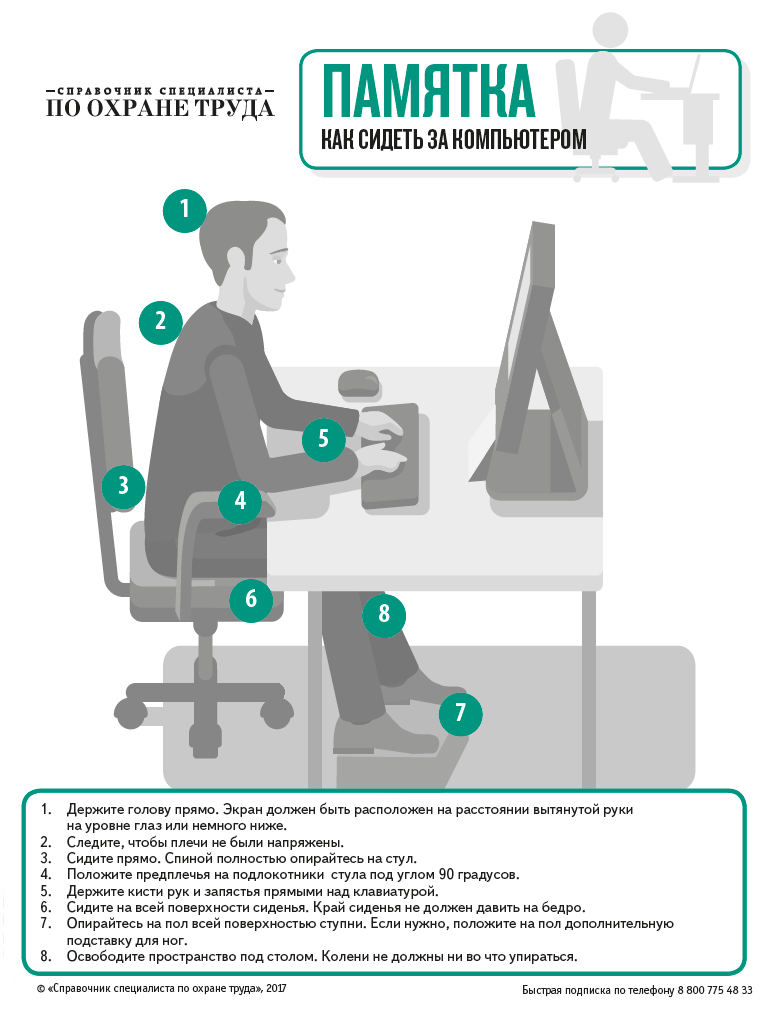 СПРАВОЧНИК СПЕЦИАЛИСТА
ПО ОХРАНЕ ТРУДА
ПАМЯТКА
КАК СИДЕТЬ ЗА КОМПЬЮТЕРОМ
1
2
3
4
5
6
7
8
1. Держите голову прямо. Экран должен быть расположен на расстоянии вытянутой руки
на уровне глаз или немного ниже.
2. Следите, чтобы плечи не были напряжены.
3. Сидите прямо. Спиной полностью опирайтесь на стул.
4. Положите предплечья на подлокотники стула под углом 90 градусов.
5. Держите кисти рук и запястья прямыми над клавиатурой.
6. Сидите на всей поверхности сиденья. Край сиденья не должен давить на бедро.
7. Опирайтесь на пол всей поверхностью ступни. Если нужно, положите на пол дополнительную
подставку для ног.
8. Освободите пространство под столом. Колени не должны ни во что упираться.
© «Справочник специалиста по охране труда», 2017
Быстрая подписка по телефону 8 800 775 48 33